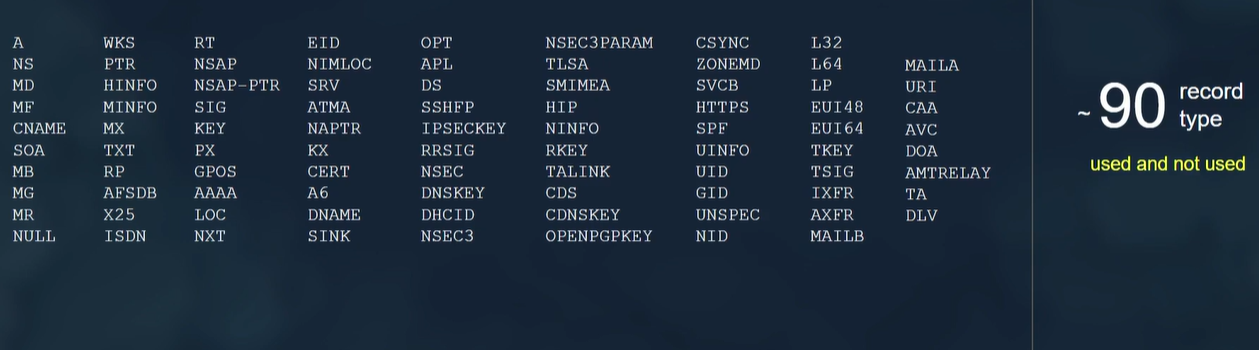 A WKS RT EID OPT NSEC3PARAM CSYNC L32
NS PTR NSAP NIMLOC APL TLSA ZONEMD L64 MAILA
MD HINFO NSAP-PTR SRV DS SMIMEA SVCB LP URI
MF MINFO SIG ATMA SSHFP HIP HTTPS EUI48 CAA
CNAME MX KEY NAPTR IPSECKEY NINFO SPF EUI64 AVC
SOA TXT PX KX RRSIG RKEY UINFO TKEY DOA
MB RP GPOS CERT NSEC TALINK UID TSIG AMTRELAY
MG AFSDB AAAA A6 DNSKEY CDS GID IXFR TA
MR X25 LOC DNAME DHCID CDNSKEY UNSPEC AXFR DLV
NULL ISDN NXT SINK NSEC3 OPENPGPKEY NID MAILB
~90 record
type
used and not used